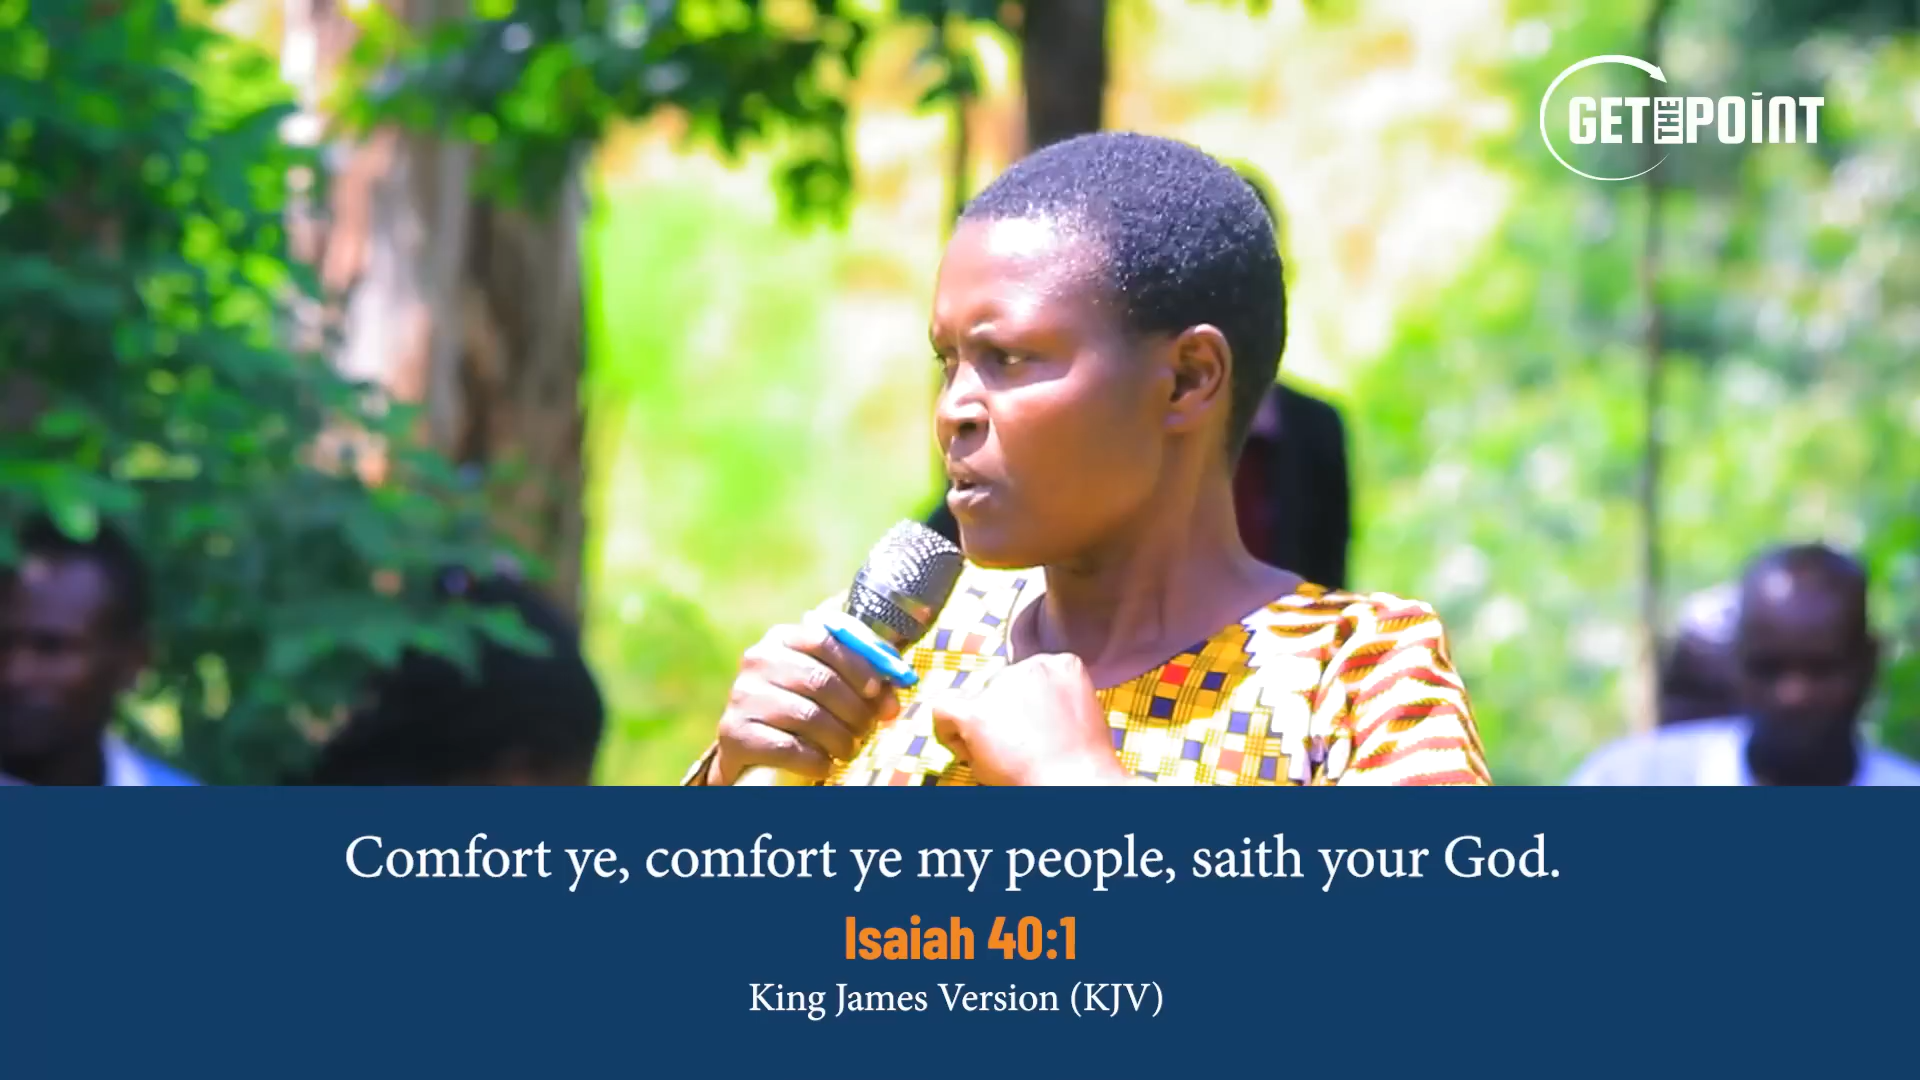 GET THE POINT
Comfort ye, comfort ye my people, saith your God.
Isaiah 40:1
King James Version (KJV)